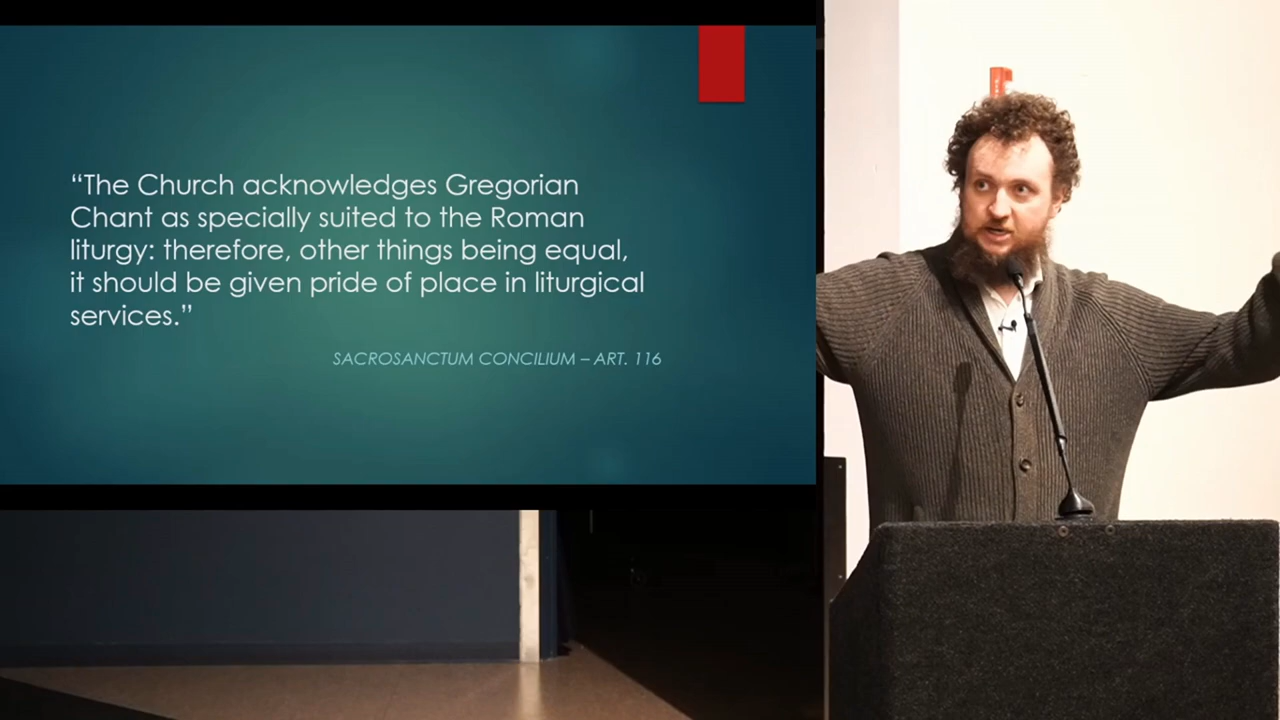 “The Church acknowledges Gregorian
Chant as specially suited to the Roman
liturgy: therefore, other things being equal,
it should be given pride of place in liturgical
services.”
SACROSANCTUM CONCILIUM – ART. 116